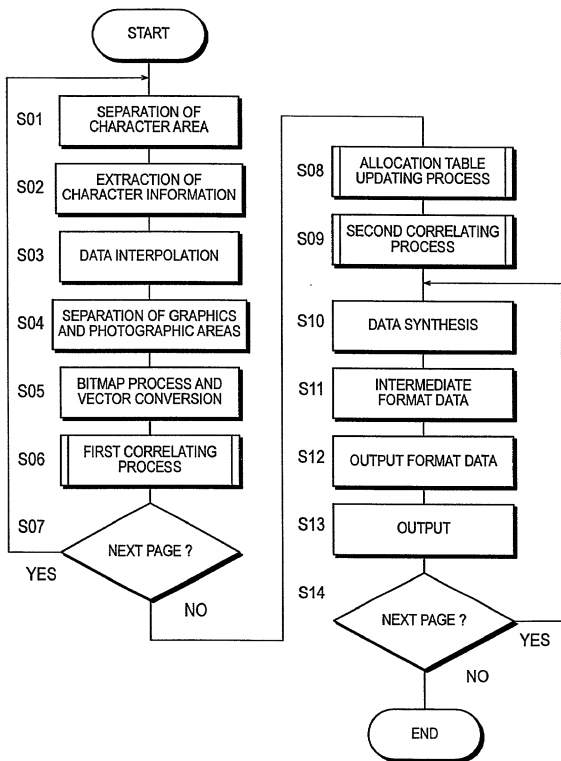 START
S01
SEPARATION OF
CHARACTER AREA
S02
EXTRACTION OF
CHARACTER INFORMATION
S03
DATA INTERPOLATION
S04
SEPARATION OF GRAPHICS
AND PHOTOGRAPHIC AREAS
S05
BITMAP PROCESS AND
VECTOR CONVERSION
S06
FIRST CORRELATING
PROCESS
S07
NEXT PAGE ?
YES
NO
S08
ALLOCATION TABLE
UPDATING PROCESS
S09
SECOND CORRELATING
PROCESS
S10
DATA SYNTHESIS
S11
INTERMEDIATE
FORMAT DATA
S12
OUTPUT FORMAT DATA
S13
OUTPUT
S14
NEXT PAGE ?
YES
NO
END